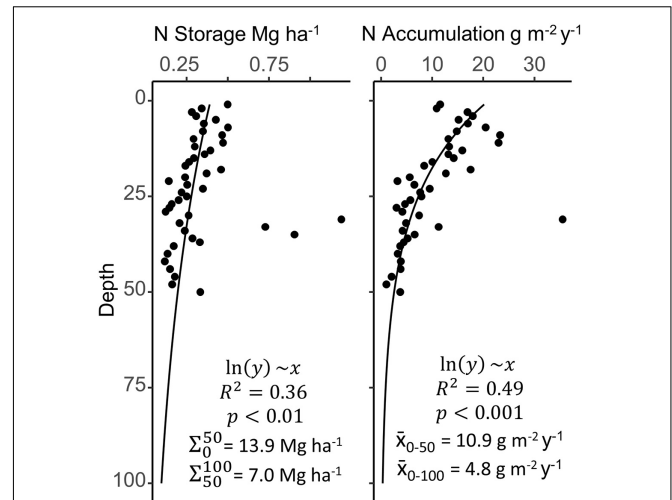 N Storage Mg ha⁻¹
0.25 0.75
0
25
50
75
100
Depth
ln(y) ~x
R² = 0.36
p < 0.01
Σ₀⁵⁰= 13.9 Mg ha⁻¹
Σ₅₀¹⁰⁰= 7.0 Mg ha⁻¹
N Accumulation g m⁻² y⁻¹
0 10 20 30
ln(y) ~x
R² = 0.49
p < 0.001
x̄₀₋₅₀ = 10.9 g m⁻² y⁻¹
x̄₀₋₁₀₀ = 4.8 g m⁻² y⁻¹